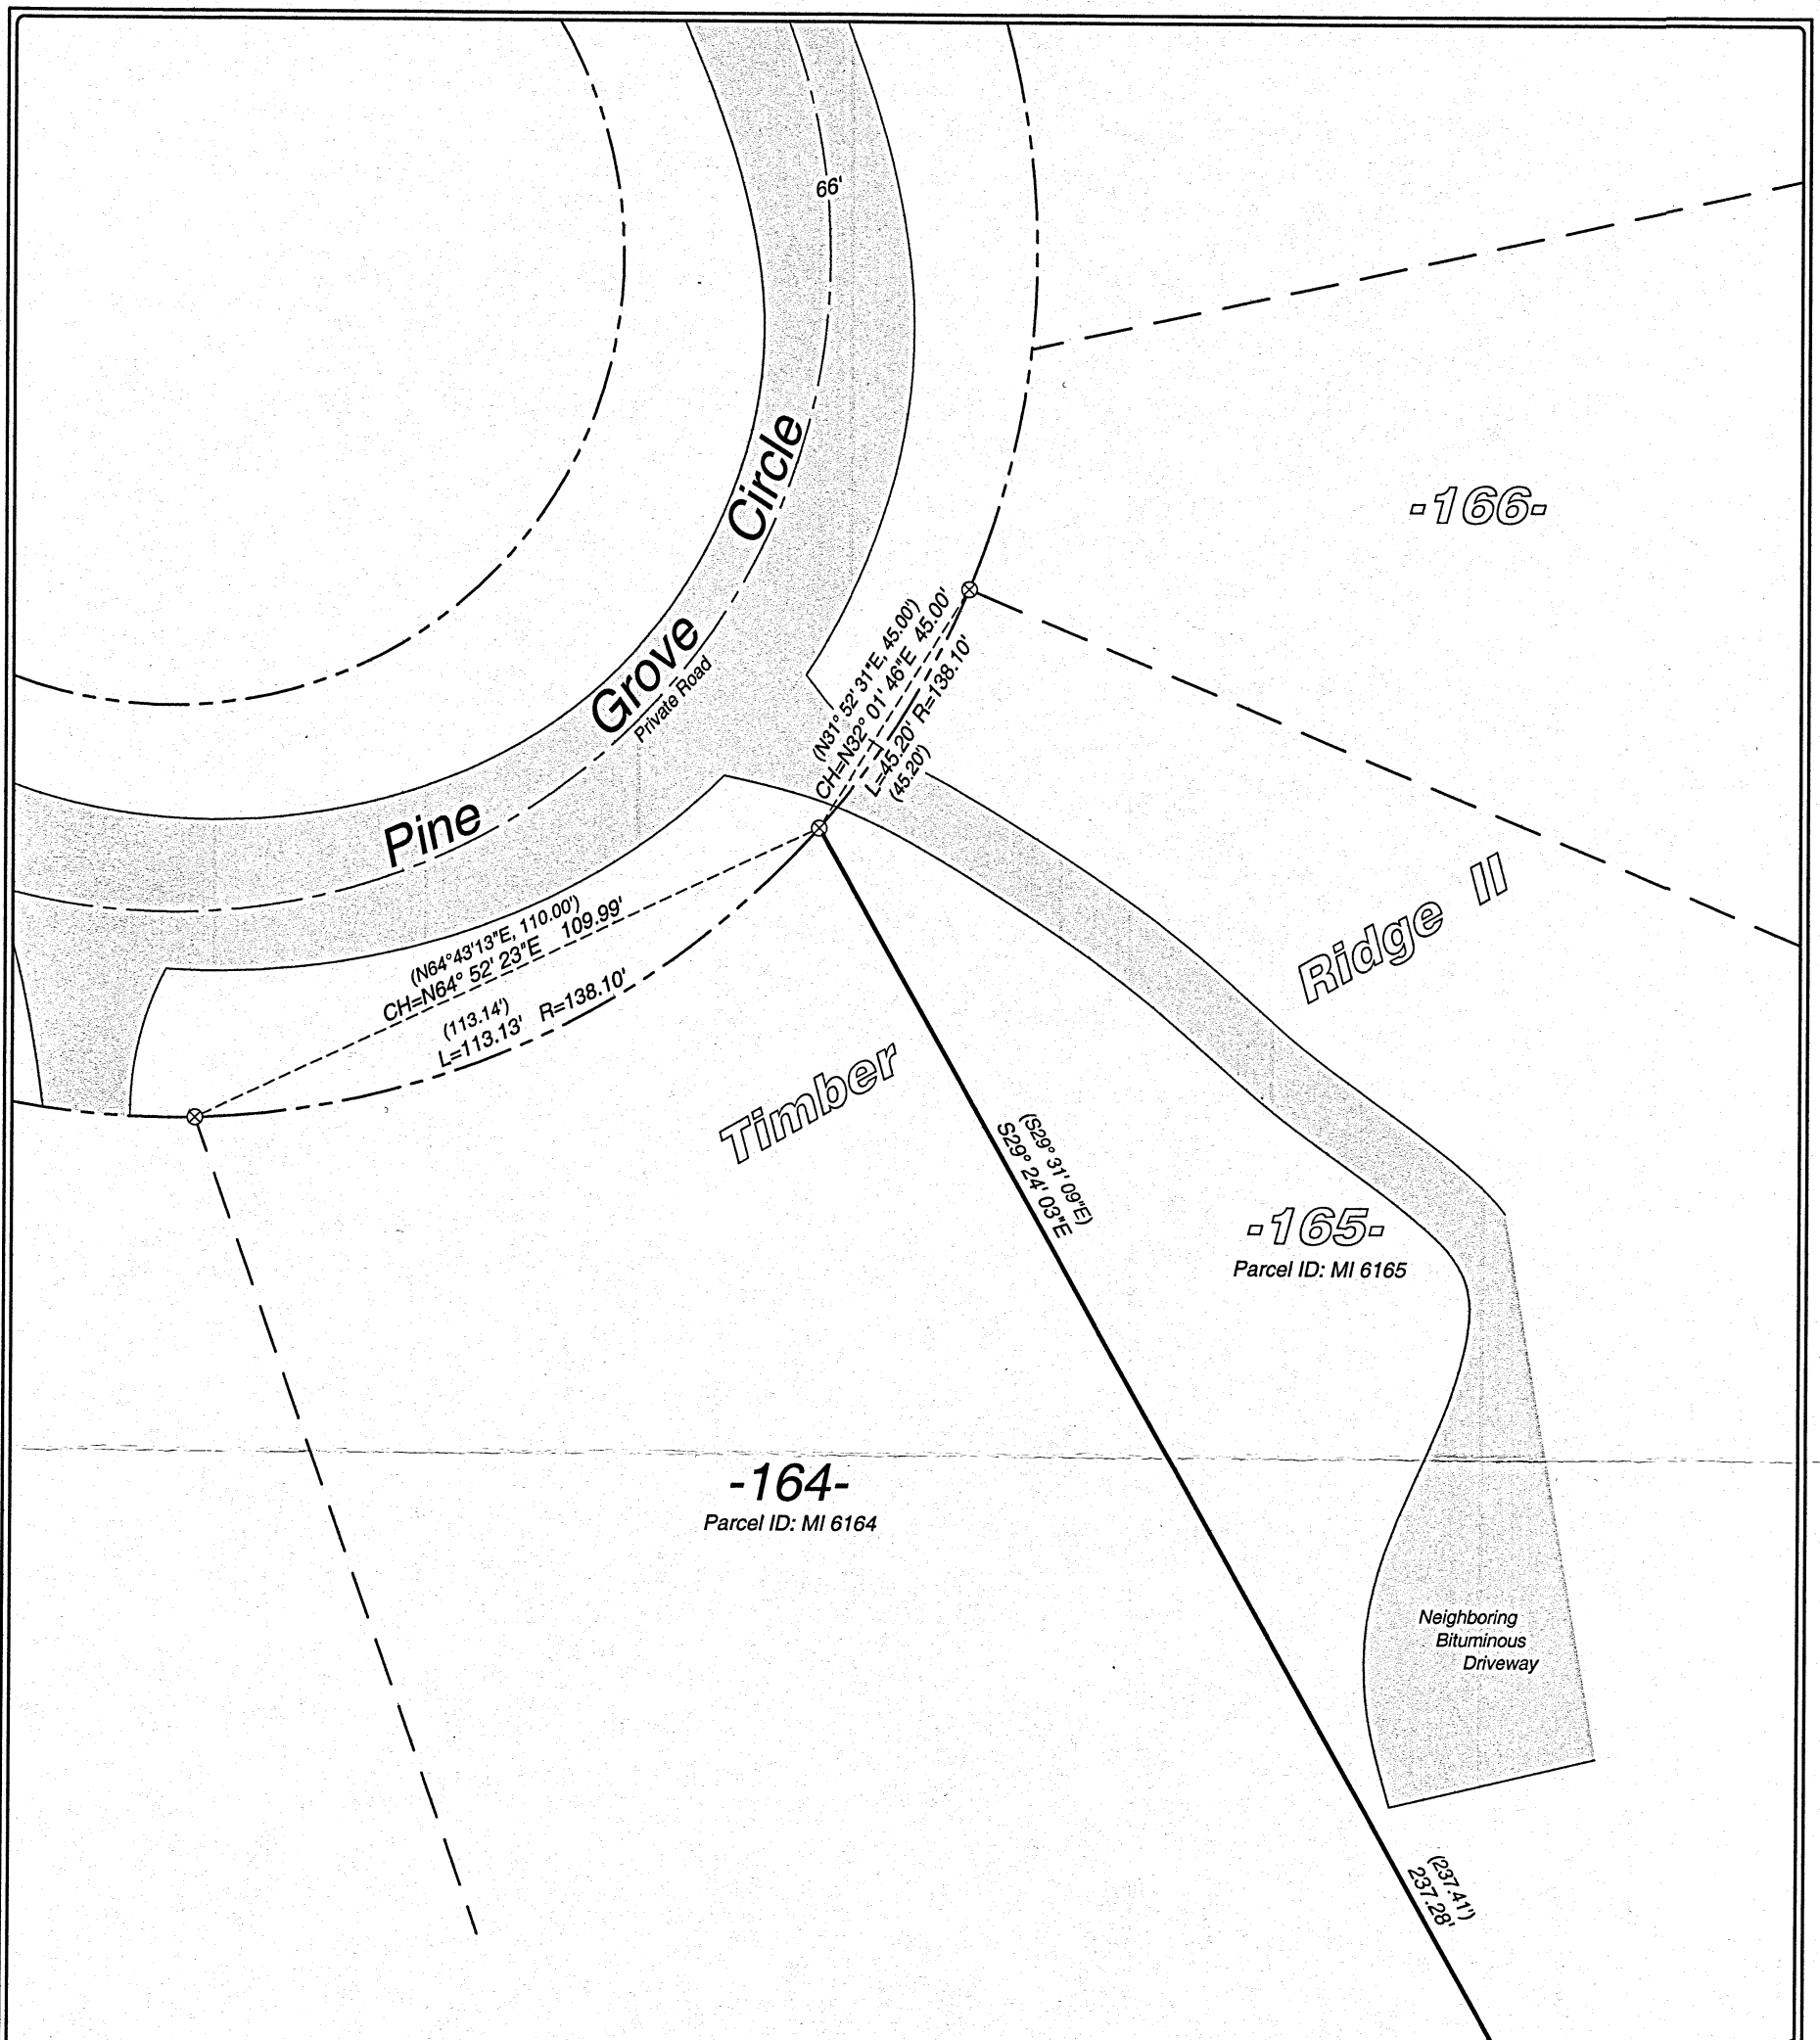 66'
Circle
-166-
Grove
Private Road
(N31° 52' 31"E, 45.00')
CH=N32° 01' 46"E 45.00'
L=45.20' R=138.10'
(45.20')
Pine
(N64°43'13"E, 110.00')
CH=N64° 52' 23"E 109.99'
(113.14')
L=113.13' R=138.10'
Timber Ridge II
(S29° 31' 09"E)
S29° 24' 03"E
-165-
Parcel ID: MI 6165
-164-
Parcel ID: MI 6164
Neighboring
Bituminous
Driveway
(237.41')
237.28'